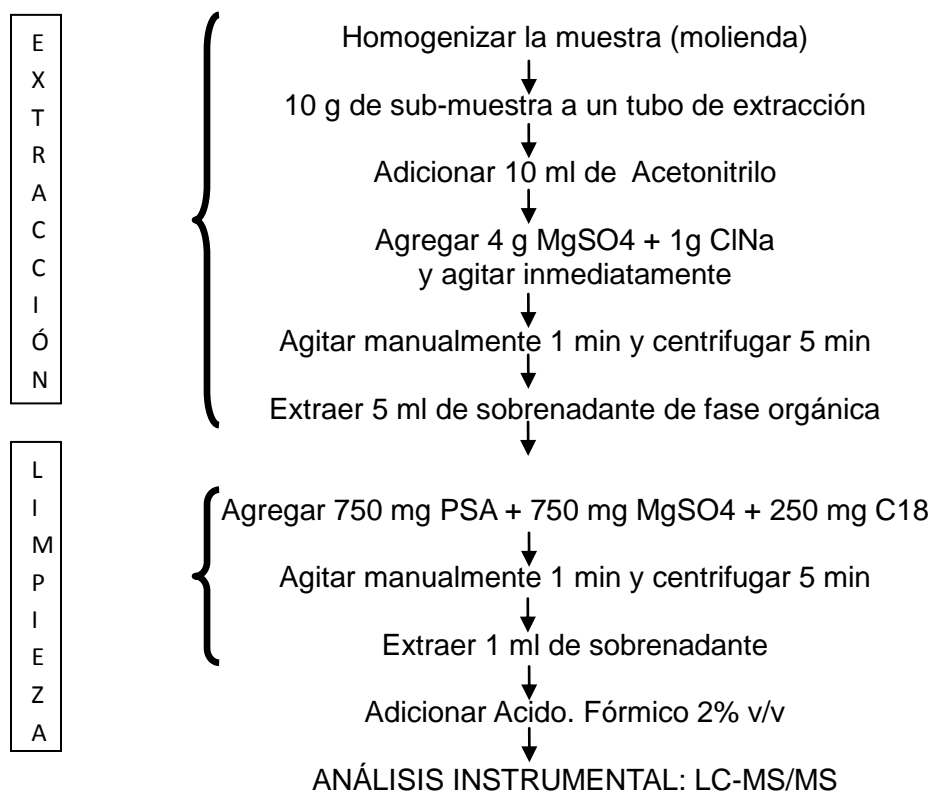 EXTRACCIÓN
Homogenizar la muestra (molienda)
10 g de sub-muestra a un tubo de extracción
Adicionar 10 ml de Acetonitrilo
Agregar 4 g MgSO4 + 1g ClNa
y agitar inmediatamente
Agitar manualmente 1 min y centrifugar 5 min
Extraer 5 ml de sobrenadante de fase orgánica
LIMPIEZA
Agregar 750 mg PSA + 750 mg MgSO4 + 250 mg C18
Agitar manualmente 1 min y centrifugar 5 min
Extraer 1 ml de sobrenadante
Adicionar Acido. Fórmico 2% v/v
ANÁLISIS INSTRUMENTAL: LC-MS/MS